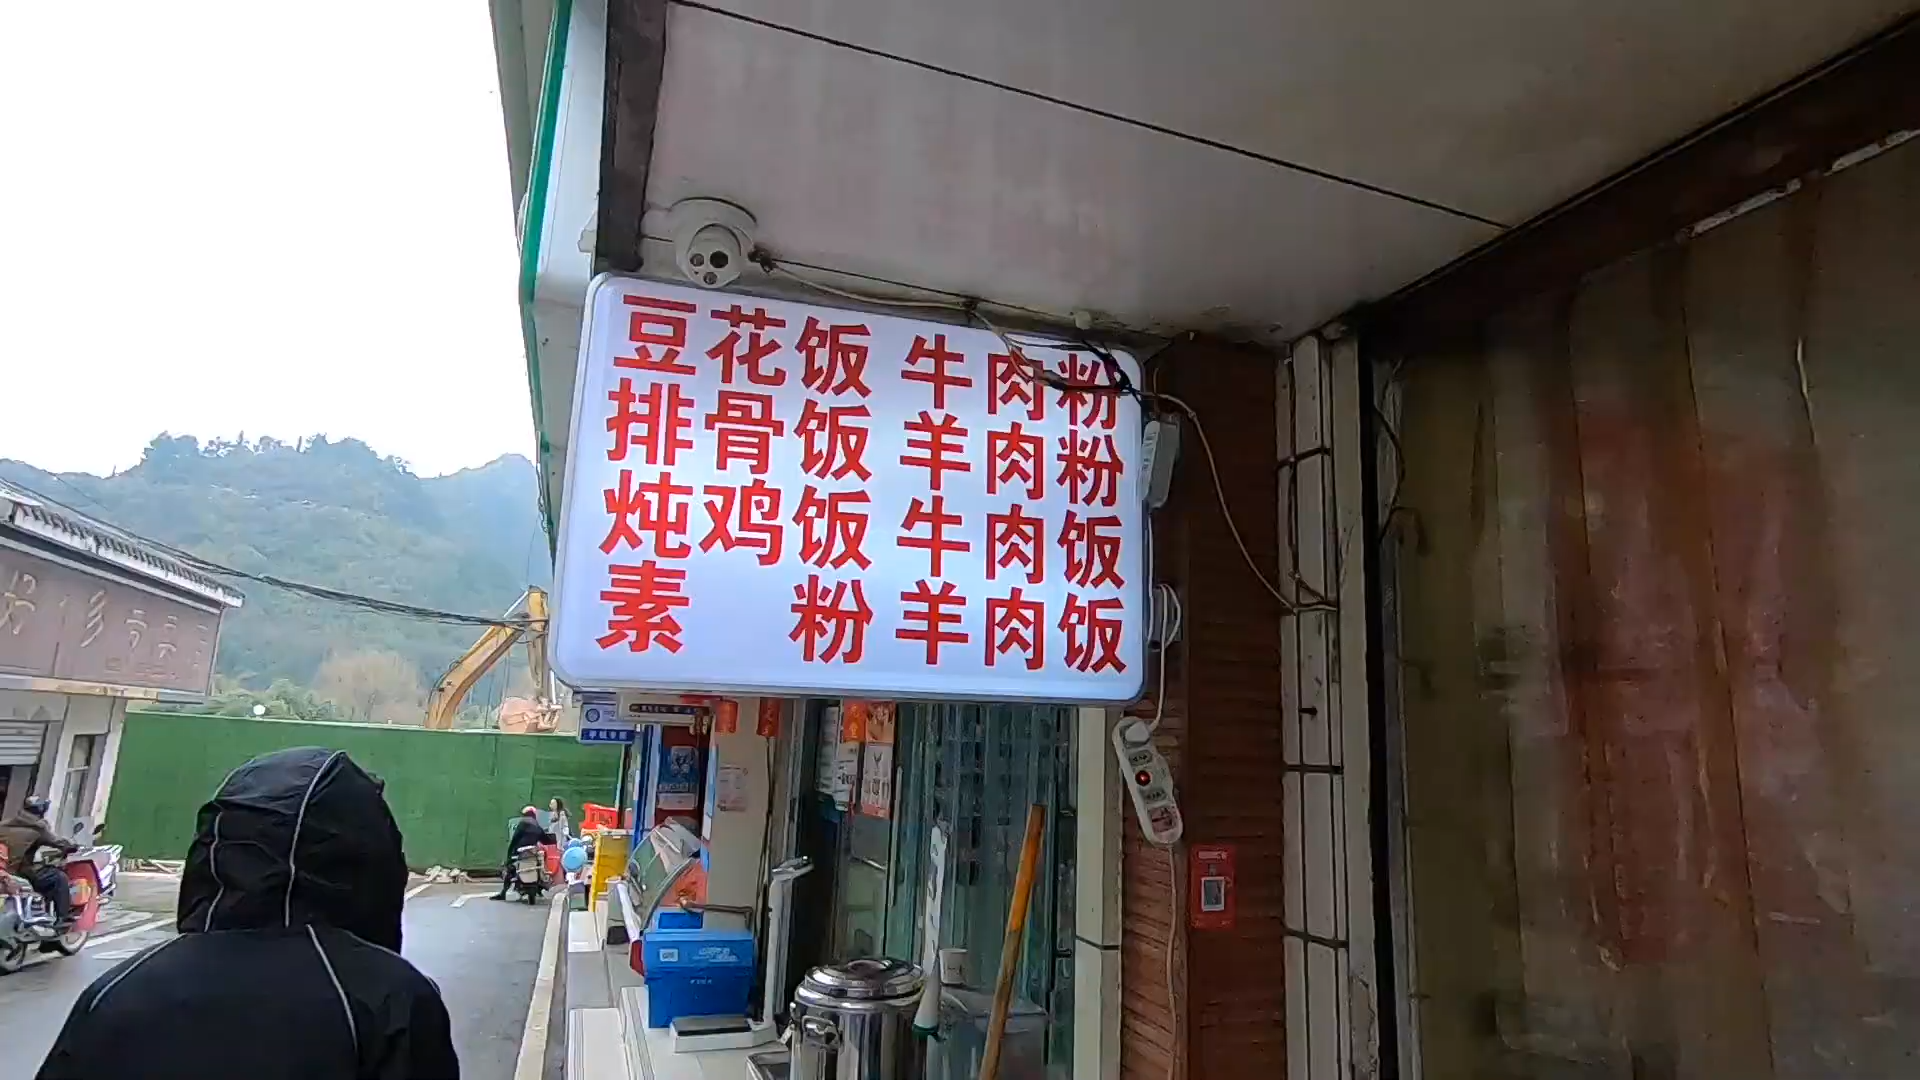 豆花饭 牛肉粉
排骨饭 羊肉粉
炖鸡饭 牛肉饭
素 粉 羊肉饭